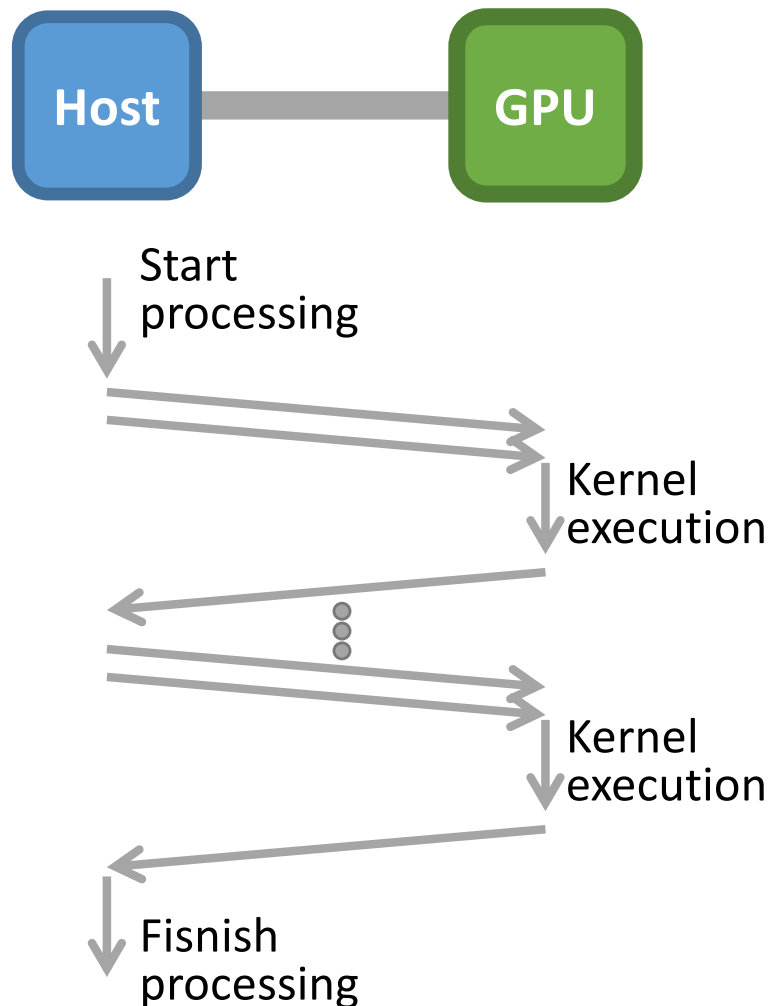 Host
GPU
Start
processing
Kernel
execution
Kernel
execution
Fisnish
processing